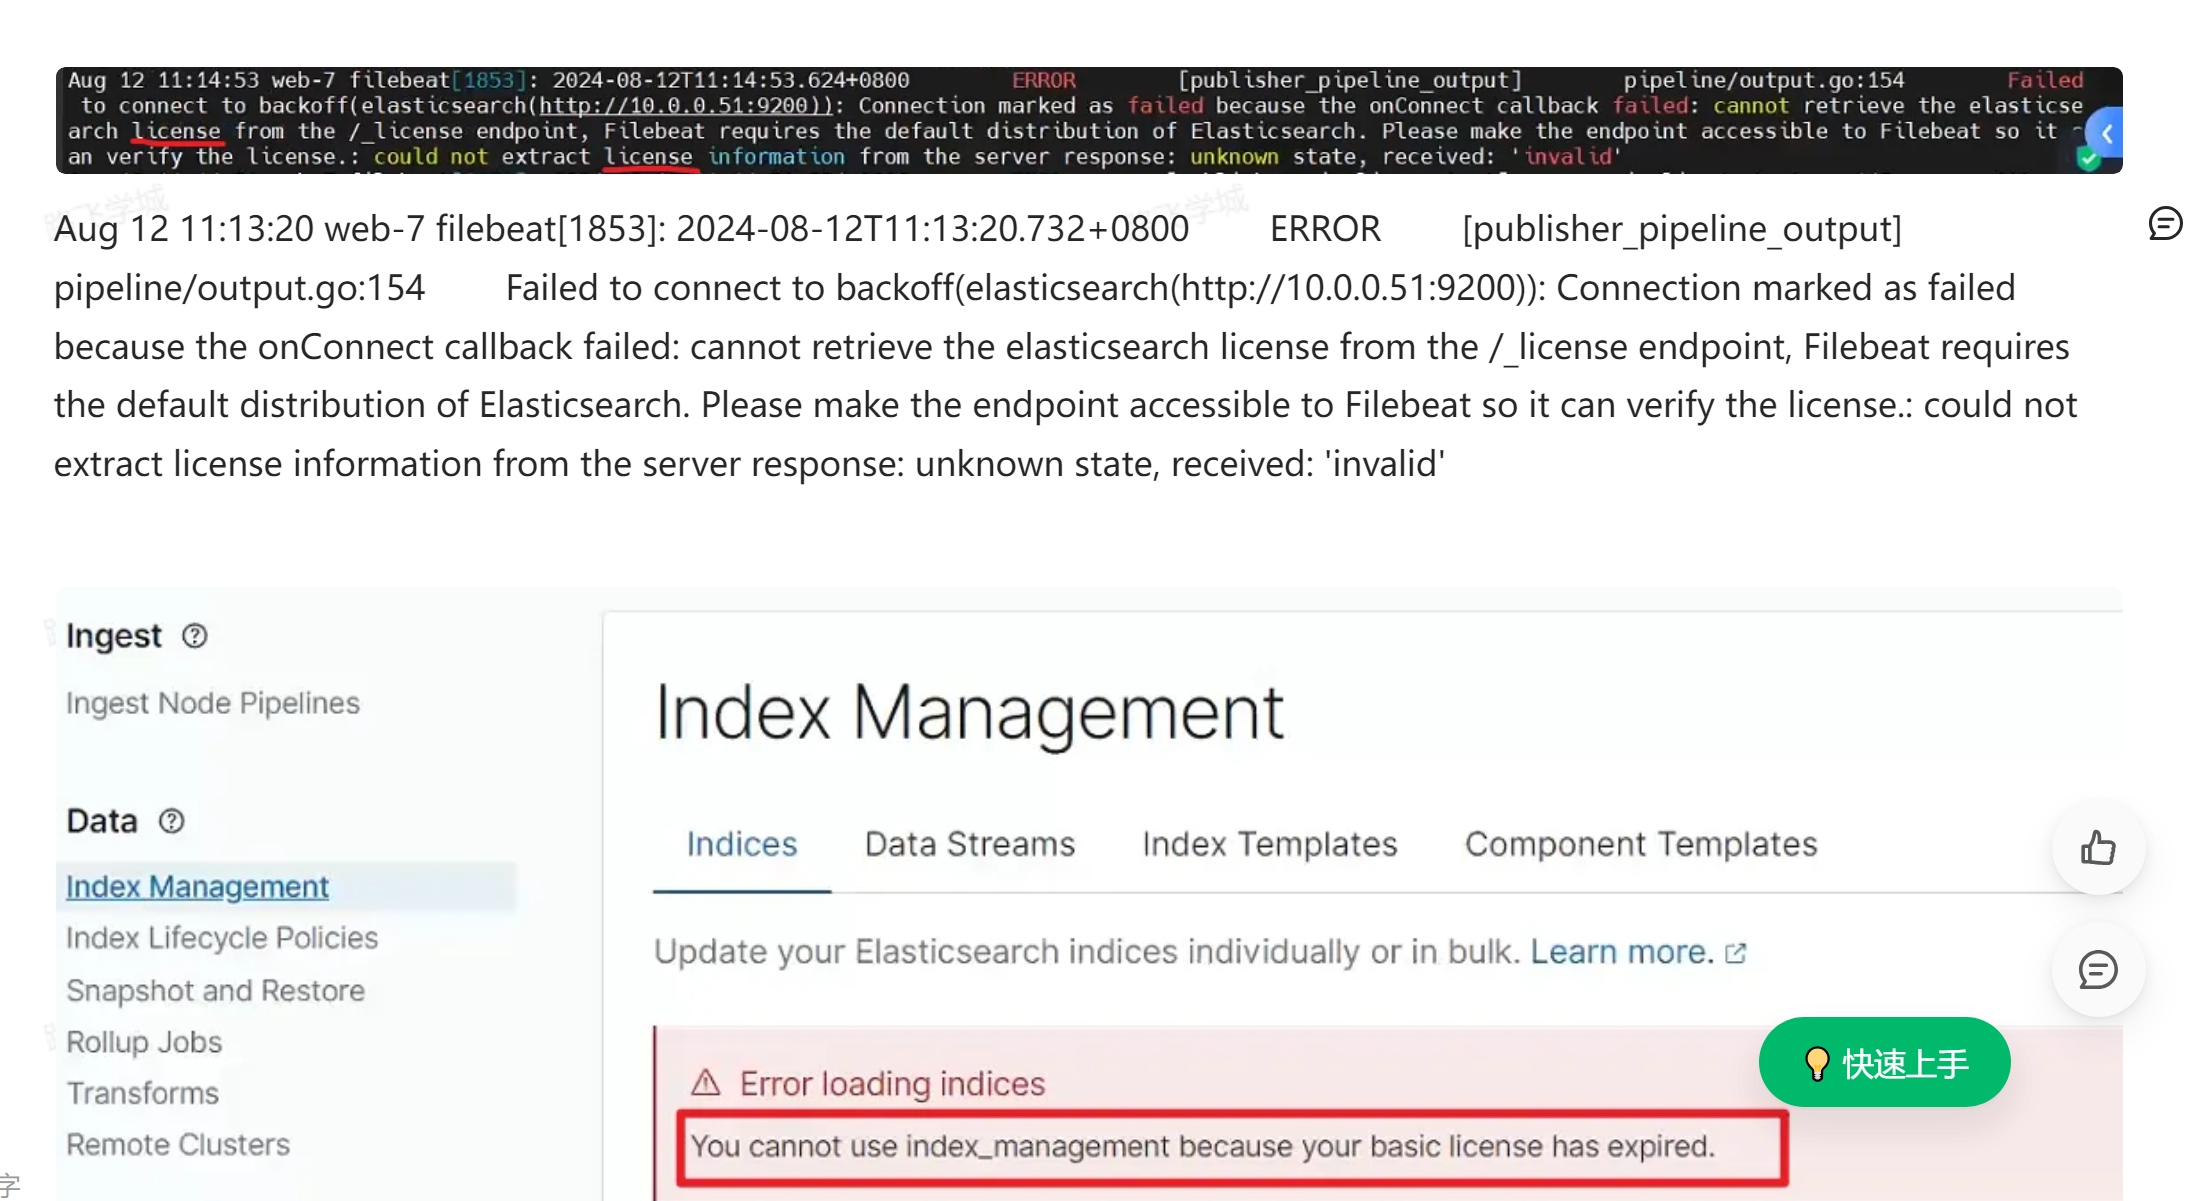 Aug 12 11:14:53 web-7 filebeat[1853]: 2024-08-12T11:14:53.624+0800 ERROR [publisher_pipeline_output] pipeline/output.go:154 Failed
to connect to backoff(elasticsearch(http://10.0.0.51:9200)): Connection marked as failed because the onConnect callback failed: cannot retrieve the elasticse
arch license from the /_license endpoint, Filebeat requires the default distribution of Elasticsearch. Please make the endpoint accessible to Filebeat so it
an verify the license.: could not extract license information from the server response: unknown state, received: 'invalid'
Aug 12 11:13:20 web-7 filebeat[1853]: 2024-08-12T11:13:20.732+0800 ERROR [publisher_pipeline_output]
pipeline/output.go:154 Failed to connect to backoff(elasticsearch(http://10.0.0.51:9200)): Connection marked as failed
because the onConnect callback failed: cannot retrieve the elasticsearch license from the /_license endpoint, Filebeat requires
the default distribution of Elasticsearch. Please make the endpoint accessible to Filebeat so it can verify the license.: could not
extract license information from the server response: unknown state, received: 'invalid'
Ingest
Ingest Node Pipelines
Data
Index Management
Index Lifecycle Policies
Snapshot and Restore
Rollup Jobs
Transforms
Remote Clusters
Index Management
Indices Data Streams Index Templates Component Templates
Update your Elasticsearch indices individually or in bulk. Learn more.
Error loading indices
You cannot use index_management because your basic license has expired.
快速上手
字